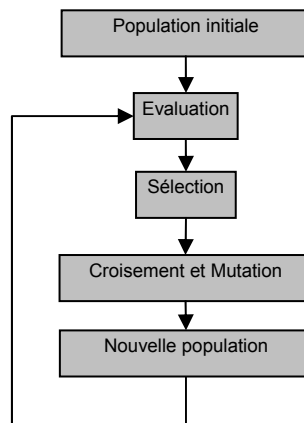 Population initiale
Evaluation
Sélection
Croisement et Mutation
Nouvelle population